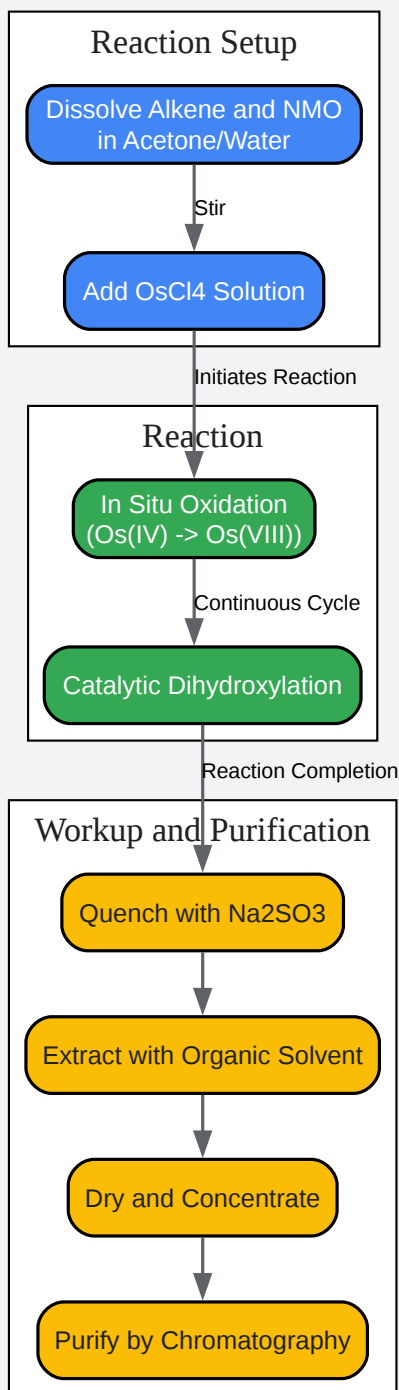 Reaction Setup
Dissolve Alkene and NMO
in Acetone/Water
Stir
Add OsCl4 Solution
Initiates Reaction
Reaction
In Situ Oxidation
(Os(IV) -> Os(VIII))
Continuous Cycle
Catalytic Dihydroxylation
Reaction Completion
Workup and Purification
Quench with Na2SO3
Extract with Organic Solvent
Dry and Concentrate
Purify by Chromatography